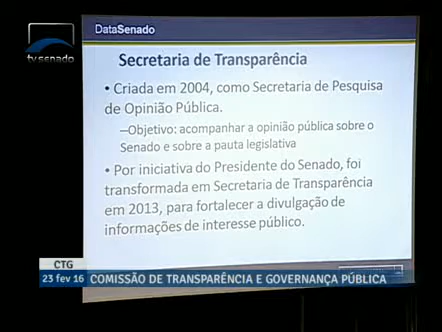 DataSenado
tv senado
Secretaria de Transparência
• Criada em 2004, como Secretaria de Pesquisa
de Opinião Pública.
–Objetivo: acompanhar a opinião pública sobre o
Senado e sobre a pauta legislativa
• Por iniciativa do Presidente do Senado, foi
transformada em Secretaria de Transparência
em 2013, para fortalecer a divulgação de
informações de interesse público.
CTG
23 fev 16 COMISSÃO DE TRANSPARÊNCIA E GOVERNANÇA PÚBLICA